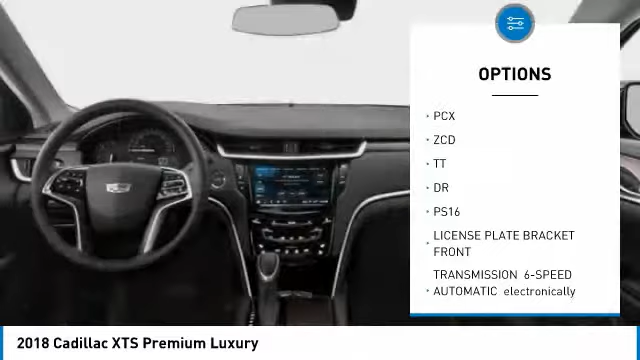 OPTIONS
• PCX
• ZCD
• TT
• DR
• PS16
• LICENSE PLATE BRACKET
FRONT
TRANSMISSION 6-SPEED
• AUTOMATIC electronically
2018 Cadillac XTS Premium Luxury